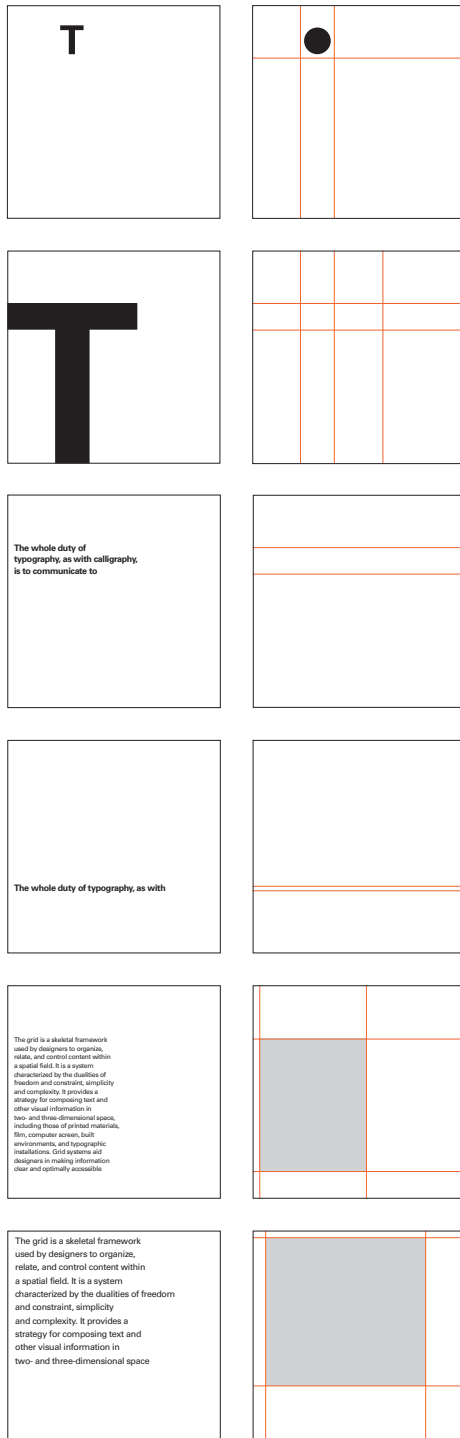 T
T
The whole duty of
typography, as with calligraphy,
is to communicate to
The whole duty of typography, as with
The grid is a skeletal framework
used by designers to organize,
relate, and control content within
a spatial field. It is a system
characterized by the dualities of
freedom and constraint, simplicity
and complexity. It provides a
strategy for composing text and
other visual information in
two- and three-dimensional space,
including those of printed materials,
film, computer screen, built
environments, and typographic
installations. Grid systems aid
designers in making information
clear and optimally accessible
The grid is a skeletal framework
used by designers to organize,
relate, and control content within
a spatial field. It is a system
characterized by the dualities of freedom
and constraint, simplicity
and complexity. It provides a
strategy for composing text and
other visual information in
two- and three-dimensional space